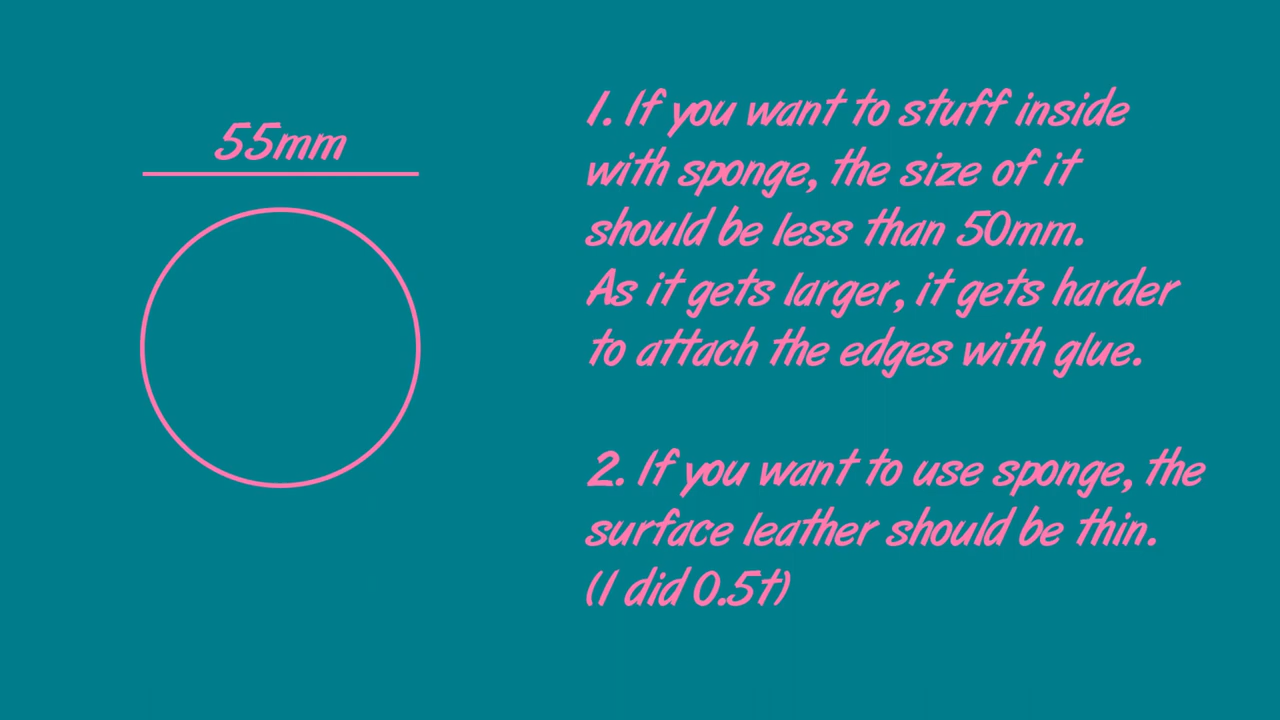 55mm
1. If you want to stuff inside
with sponge, the size of it
should be less than 50mm.
As it gets larger, it gets harder
to attach the edges with glue.
2. If you want to use sponge, the
surface leather should be thin.
(I did 0.5t)